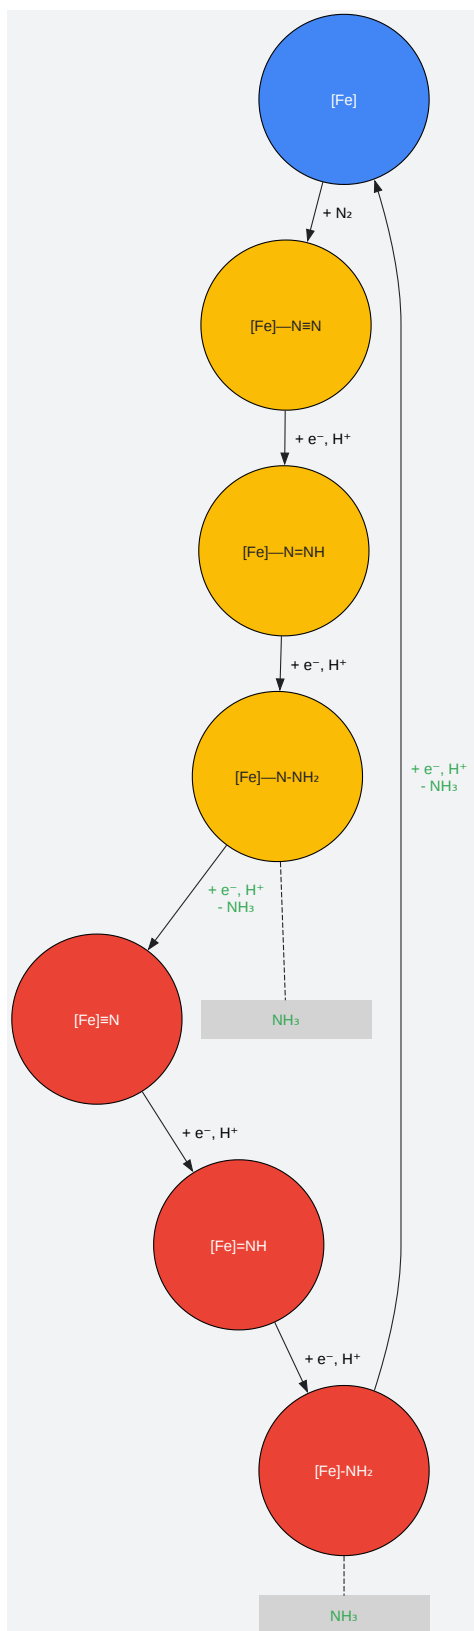 [Fe]
+ N₂
[Fe]—N≡N
+ e⁻, H⁺
[Fe]—N=NH
+ e⁻, H⁺
[Fe]—N-NH₂
+ e⁻, H⁺
- NH₃
+ e⁻, H⁺
- NH₃
[Fe]≡N
NH₃
+ e⁻, H⁺
[Fe]=NH
+ e⁻, H⁺
[Fe]-NH₂
NH₃